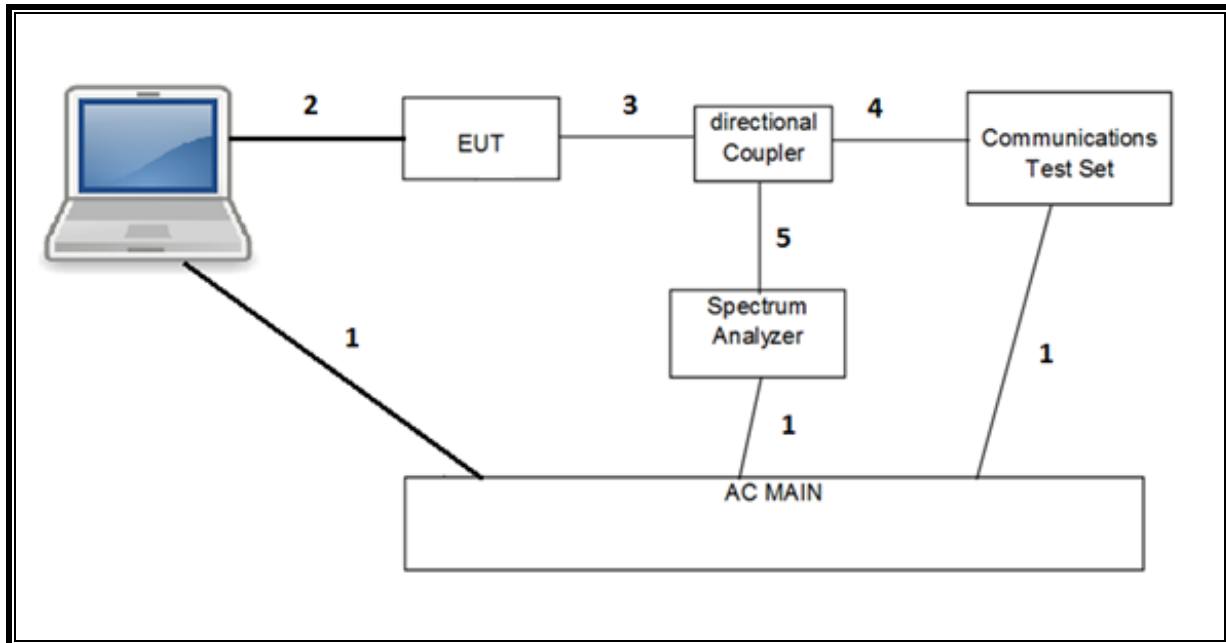 2
EUT
3
directional
Coupler
4
Communications
Test Set
5
Spectrum
Analyzer
1
1
1
AC MAIN